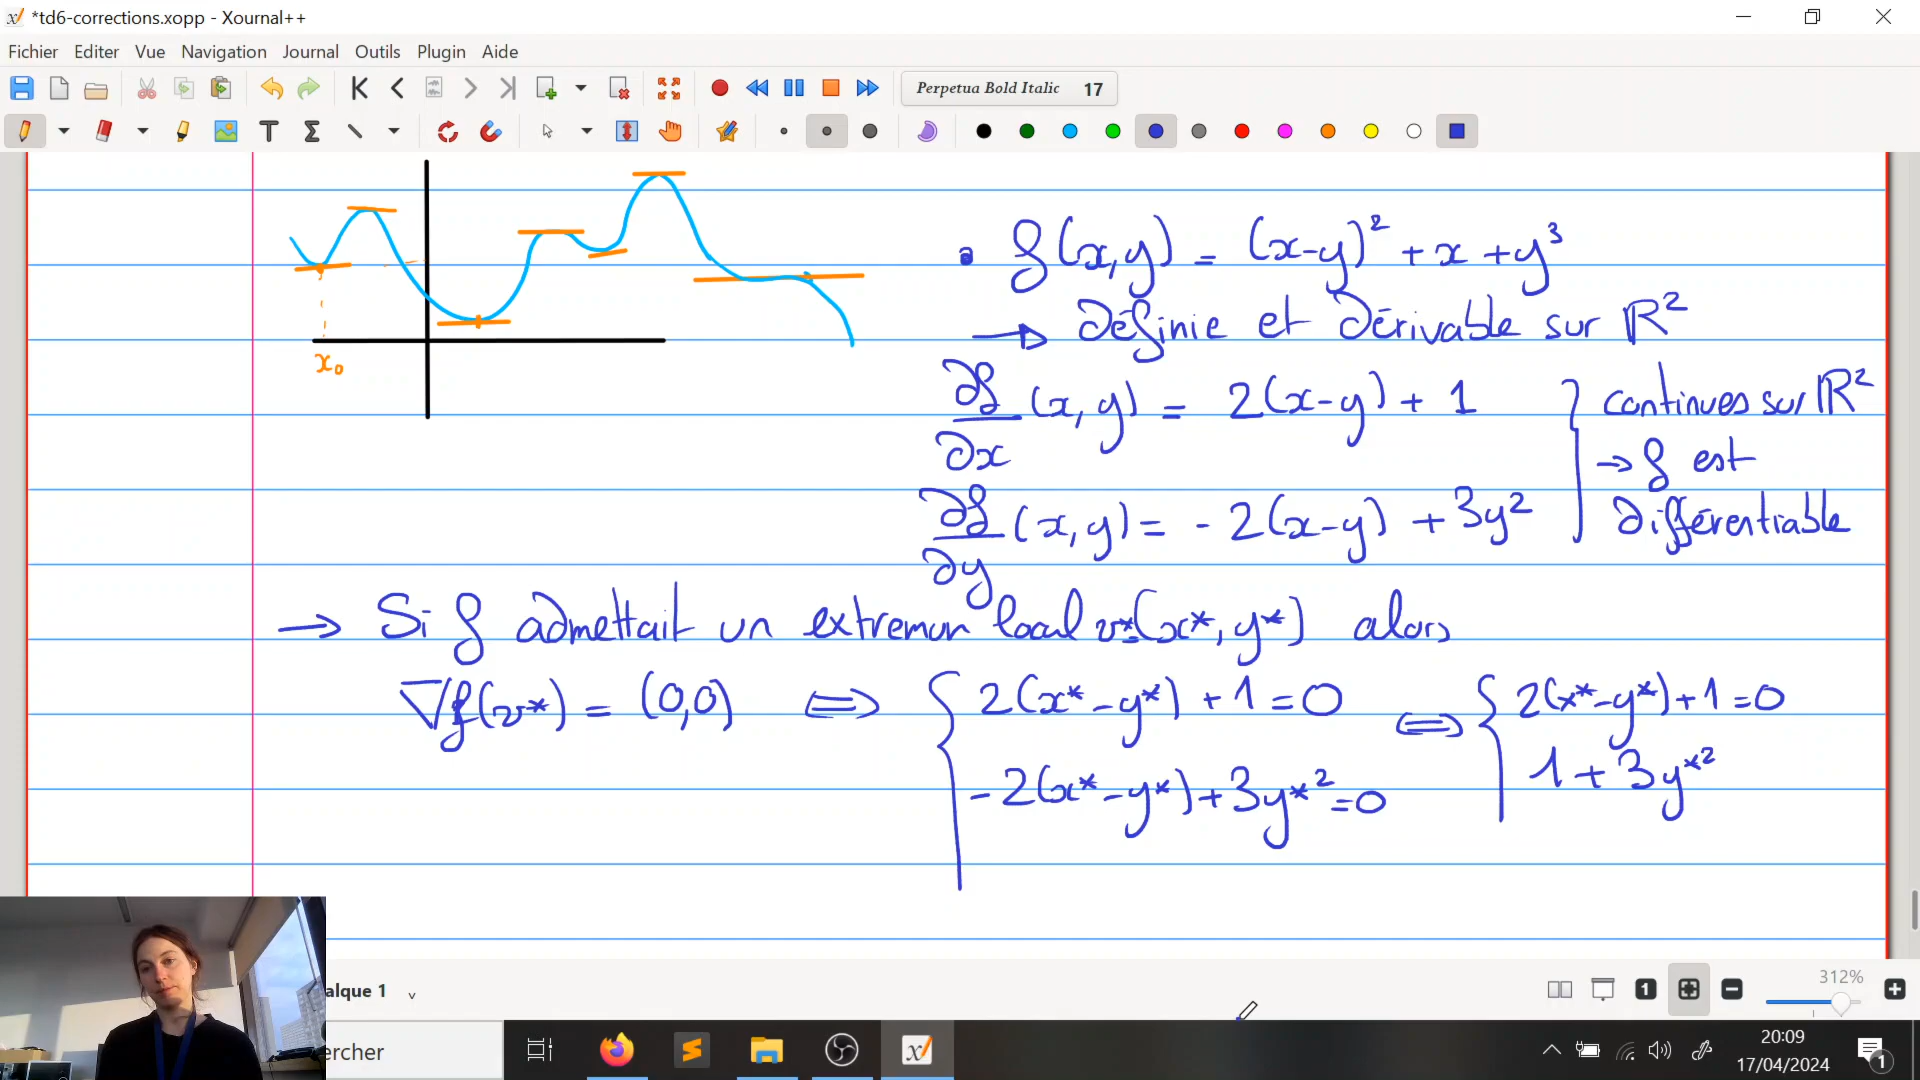 *td6-corrections.xopp - Xournal++
Fichier Editer Vue Navigation Journal Outils Plugin Aide
Perpetua Bold Italic 17
x₀
• f(x,y) = (x-y)² + x + y³
→ Définie et Dérivable sur ℝ²
∂f/∂x (x,y) = 2(x-y) + 1
continues sur ℝ²
→ f est
différentiable
∂f/∂y (x,y) = -2(x-y) + 3y²
→ Si f admettait un extremum local v*=(x*, y*) alors
∇f(v*) = (0,0) ⟺ { 2(x* - y*) + 1 = 0 ⟺ { 2(x* - y*) + 1 = 0
-2(x* - y*) + 3y*² = 0 1 + 3y*²
alque 1
312%
1
ercher
20:09
17/04/2024
1